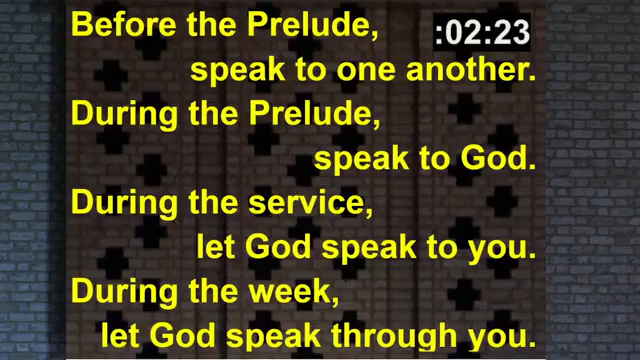 Before the Prelude,
:02:23
speak to one another.
During the Prelude,
speak to God.
During the service,
let God speak to you.
During the week,
let God speak through you.